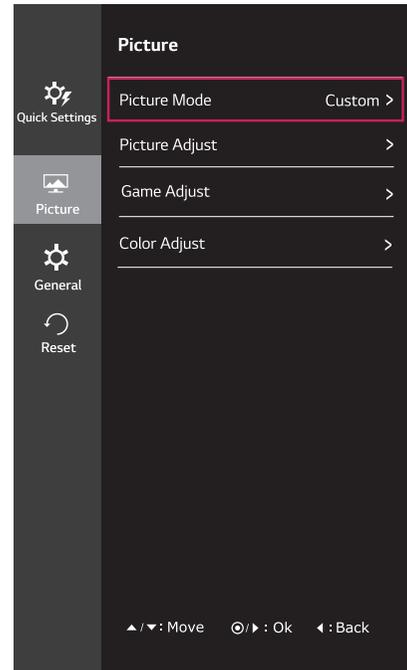 Picture
Quick Settings
Picture
General
Reset
Picture Mode Custom >
Picture Adjust >
Game Adjust >
Color Adjust >
▲/▼: Move ⦿/▶: Ok ◀: Back